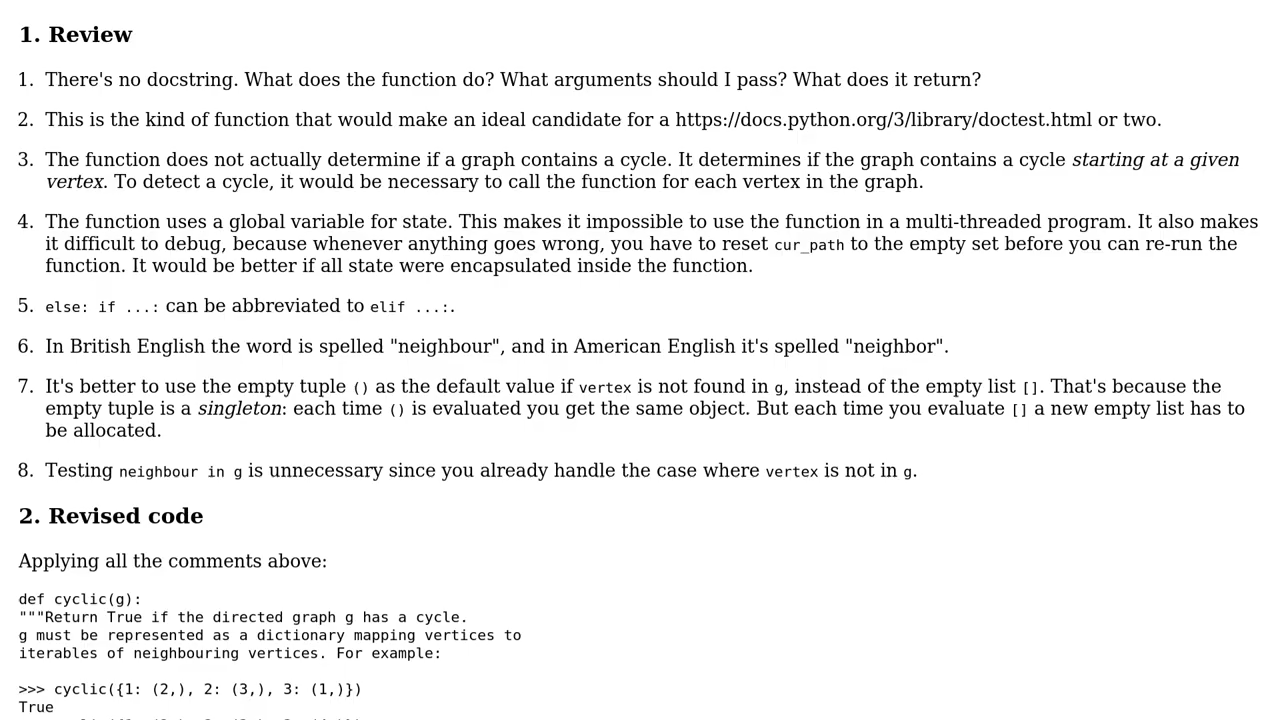 1. Review
1. There's no docstring. What does the function do? What arguments should I pass? What does it return?
2. This is the kind of function that would make an ideal candidate for a https://docs.python.org/3/library/doctest.html or two.
3. The function does not actually determine if a graph contains a cycle. It determines if the graph contains a cycle starting at a given
vertex. To detect a cycle, it would be necessary to call the function for each vertex in the graph.
4. The function uses a global variable for state. This makes it impossible to use the function in a multi-threaded program. It also makes
it difficult to debug, because whenever anything goes wrong, you have to reset cur_path to the empty set before you can re-run the
function. It would be better if all state were encapsulated inside the function.
5. else: if ...: can be abbreviated to elif ...:.
6. In British English the word is spelled "neighbour", and in American English it's spelled "neighbor".
7. It's better to use the empty tuple () as the default value if vertex is not found in g, instead of the empty list []. That's because the
empty tuple is a singleton: each time () is evaluated you get the same object. But each time you evaluate [] a new empty list has to
be allocated.
8. Testing neighbour in g is unnecessary since you already handle the case where vertex is not in g.
2. Revised code
Applying all the comments above:
def cyclic(g):
"""Return True if the directed graph g has a cycle.
g must be represented as a dictionary mapping vertices to
iterables of neighbouring vertices. For example:
>>> cyclic({1: (2,), 2: (3,), 3: (1,)})
True